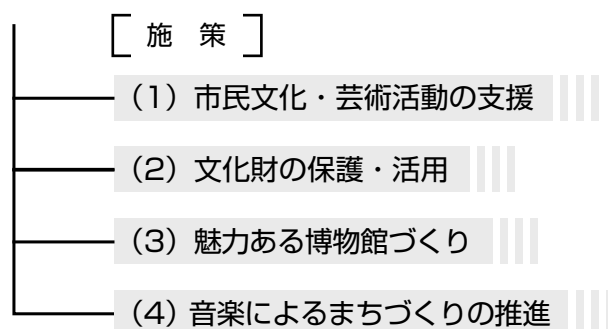 [施 策]
（1）市民文化・芸術活動の支援
（2）文化財の保護・活用
（3）魅力ある博物館づくり
（4）音楽によるまちづくりの推進